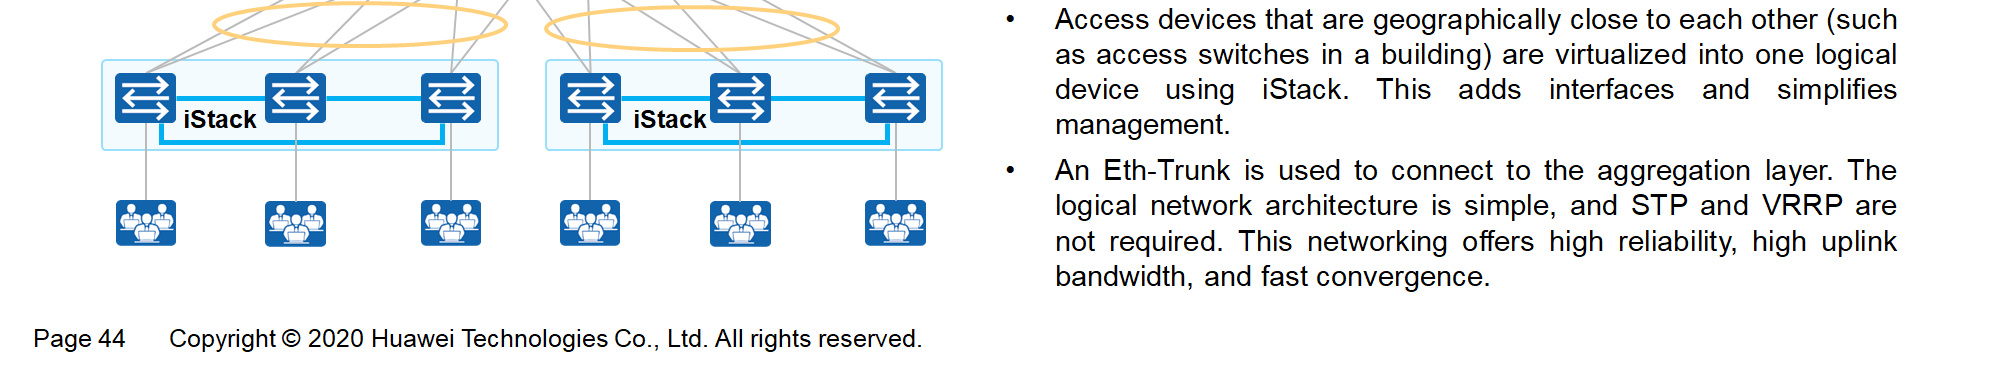 • Access devices that are geographically close to each other (such
as access switches in a building) are virtualized into one logical
device using iStack. This adds interfaces and simplifies
management.
• An Eth-Trunk is used to connect to the aggregation layer. The
logical network architecture is simple, and STP and VRRP are
not required. This networking offers high reliability, high uplink
bandwidth, and fast convergence.
iStack
iStack
Page 44 Copyright © 2020 Huawei Technologies Co., Ltd. All rights reserved.